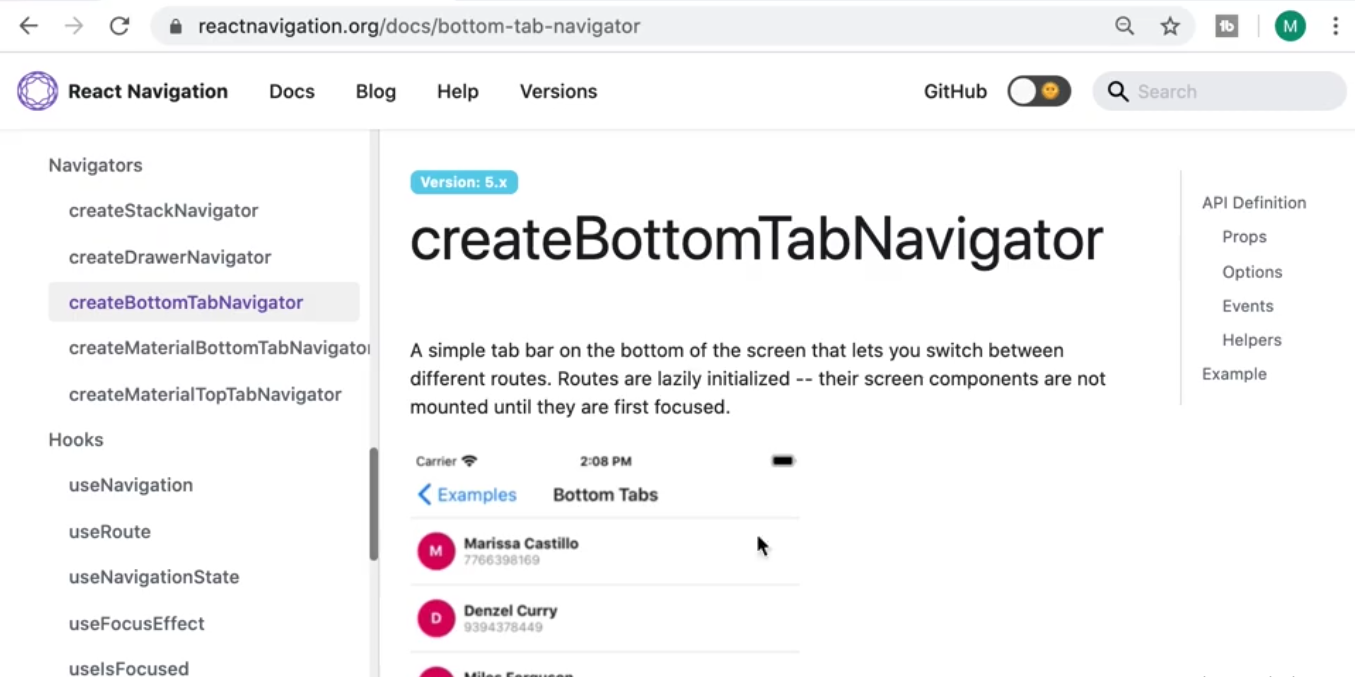 reactnavigation.org/docs/bottom-tab-navigator
M
React Navigation Docs Blog Help Versions GitHub Search
Navigators
createStackNavigator
createDrawerNavigator
createBottomTabNavigator
createMaterialBottomTabNavigator
createMaterialTopTabNavigator
Hooks
useNavigation
useRoute
useNavigationState
useFocusEffect
useIsFocused
Version: 5.x
createBottomTabNavigator
A simple tab bar on the bottom of the screen that lets you switch between
different routes. Routes are lazily initialized -- their screen components are not
mounted until they are first focused.
Carrier 2:08 PM
Examples Bottom Tabs
M Marissa Castillo
7766398169
D Denzel Curry
9394378449
API Definition
Props
Options
Events
Helpers
Example